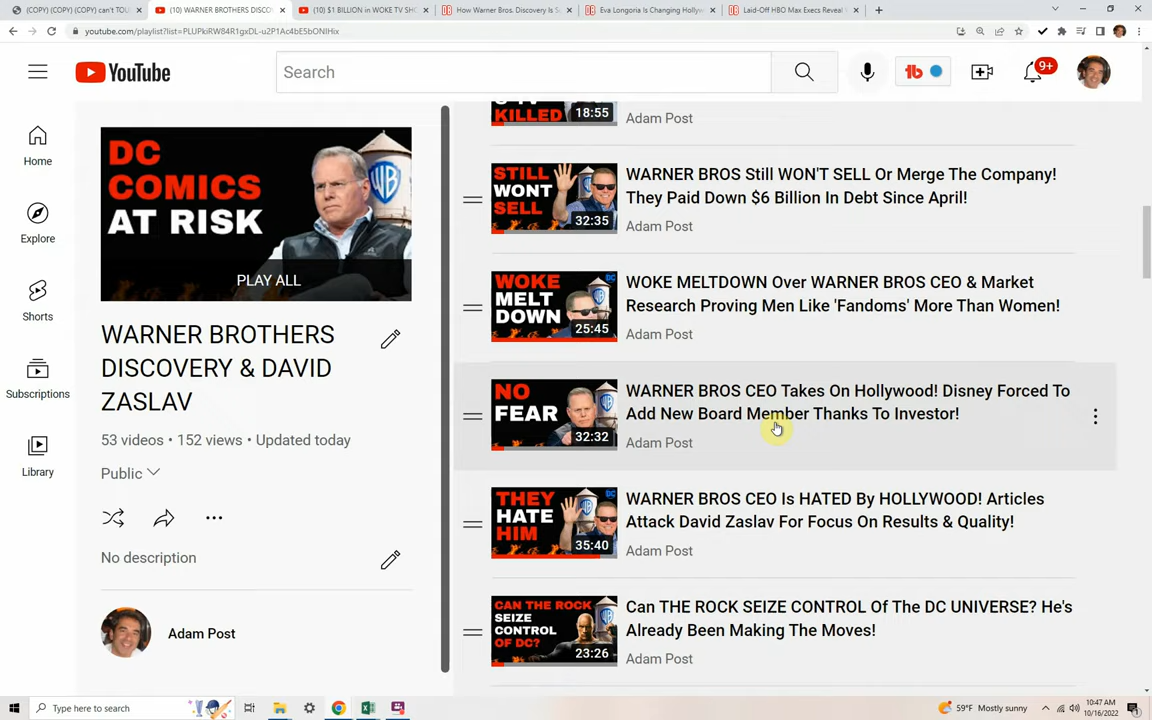 (COPY) (COPY) (COPY) can't TOL
(10) WARNER BROTHERS DISCO
(10) $1 BILLION in WOKE TV SHO
How Warner Bros. Discovery Is S
Eva Longoria Is Changing Hollyw
Laid-Off HBO Max Execs Reveal
youtube.com/playlist?list=PLUPkiRW84R1gxDL-u2P1Ac4bE5bONIHix
YouTube
Search
9+
Home
Explore
Shorts
Subscriptions
Library
DC
COMICS
AT RISK
PLAY ALL
WARNER BROTHERS
DISCOVERY & DAVID
ZASLAV
53 videos • 152 views • Updated today
Public
No description
Adam Post
KILLED
18:55
Adam Post
STILL
WONT
SELL
32:35
WARNER BROS Still WON'T SELL Or Merge The Company!
They Paid Down $6 Billion In Debt Since April!
Adam Post
WOKE
MELT
DOWN
25:45
WOKE MELTDOWN Over WARNER BROS CEO & Market
Research Proving Men Like 'Fandoms' More Than Women!
Adam Post
NO
FEAR
32:32
WARNER BROS CEO Takes On Hollywood! Disney Forced To
Add New Board Member Thanks To Investor!
Adam Post
THEY
HATE
HIM
35:40
WARNER BROS CEO Is HATED By HOLLYWOOD! Articles
Attack David Zaslav For Focus On Results & Quality!
Adam Post
CAN THE ROCK
SEIZE
CONTROL
OF DC?
23:26
Can THE ROCK SEIZE CONTROL Of The DC UNIVERSE? He's
Already Been Making The Moves!
Adam Post
Type here to search
59°F Mostly sunny
10:47 AM
10/16/2022